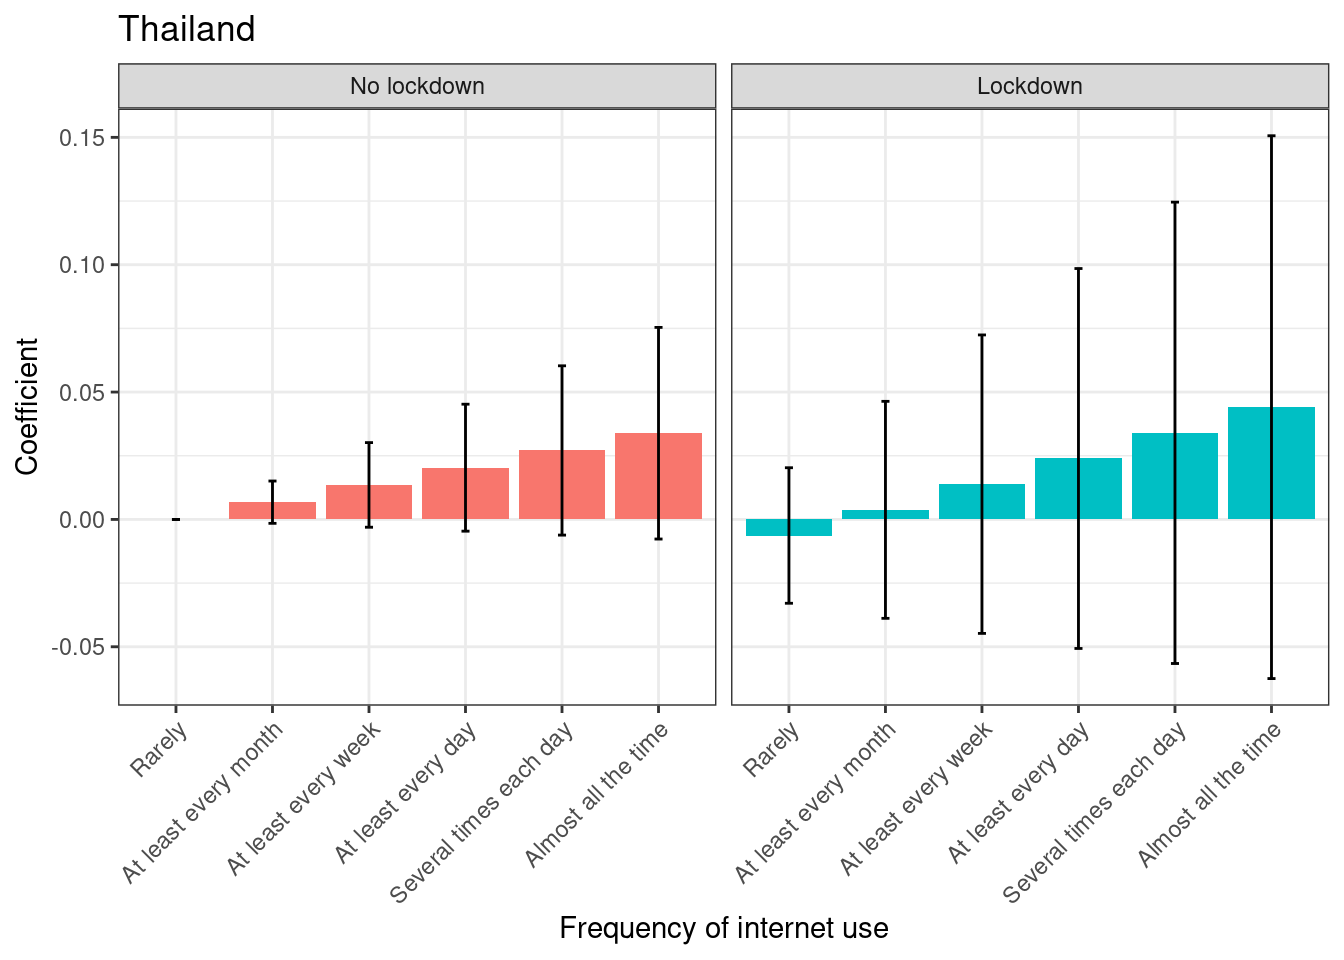 Thailand
No lockdown
Lockdown
Coefficient
0.15
0.10
0.05
0.00
-0.05
Rarely
At least every month
At least every week
At least every day
Several times each day
Almost all the time
Rarely
At least every month
At least every week
At least every day
Several times each day
Almost all the time
Frequency of internet use